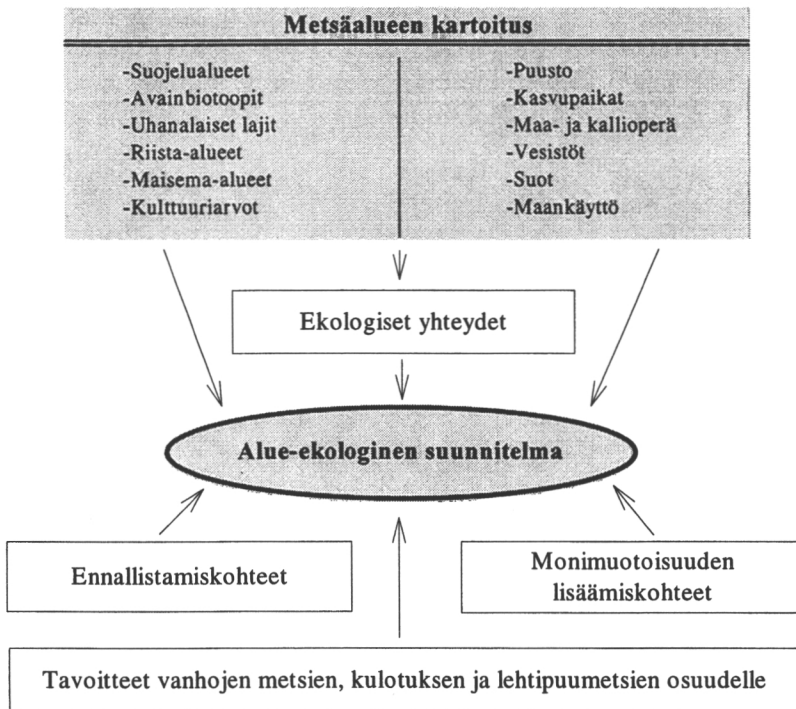 Metsäalueen kartoitus
-Suojelualueet
-Avainbiotoopit
-Uhanalaiset lajit
-Riista-alueet
-Maisema-alueet
-Kulttuuriarvot
-Puusto
-Kasvupaikat
-Maa- ja kallioperä
-Vesistöt
-Suot
-Maankäyttö
Ekologiset yhteydet
Alue-ekologinen suunnitelma
Ennallistamiskohteet
Monimuotoisuuden
lisäämiskohteet
Tavoitteet vanhojen metsien, kulotuksen ja lehtipuumetsien osuudelle